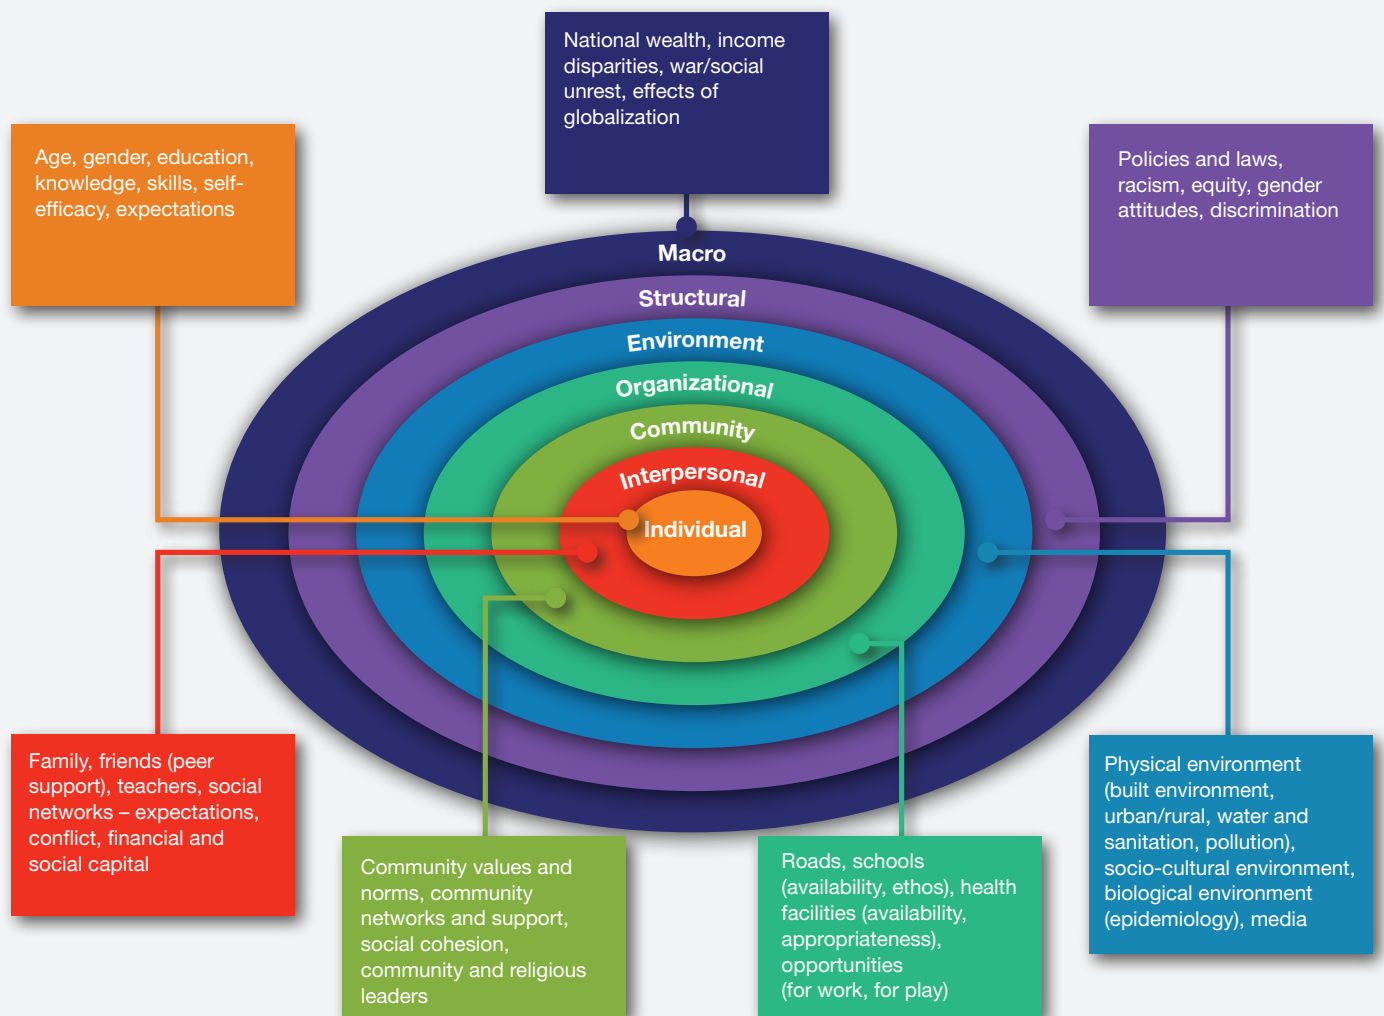 National wealth, income
disparities, war/social
unrest, effects of
globalization
Age, gender, education,
knowledge, skills, self-
efficacy, expectations
Policies and laws,
racism, equity, gender
attitudes, discrimination
Macro
Structural
Environment
Organizational
Community
Interpersonal
Individual
Family, friends (peer
support), teachers, social
networks – expectations,
conflict, financial and
social capital
Community values and
norms, community
networks and support,
social cohesion,
community and religious
leaders
Roads, schools
(availability, ethos), health
facilities (availability,
appropriateness),
opportunities
(for work, for play)
Physical environment
(built environment,
urban/rural, water and
sanitation, pollution),
socio-cultural environment,
biological environment
(epidemiology), media